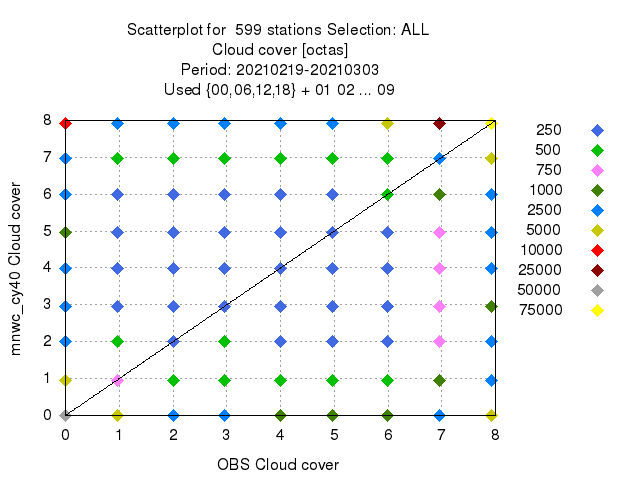 Scatterplot for  599 stations Selection: ALL
Cloud cover [octas]
Period: 20210219-20210303
Used {00,06,12,18} + 01 02 ... 09
mnwc_cy40 Cloud cover
8
7
6
5
4
3
2
1
0
0 1 2 3 4 5 6 7 8
OBS Cloud cover
250
500
750
1000
2500
5000
10000
25000
50000
75000